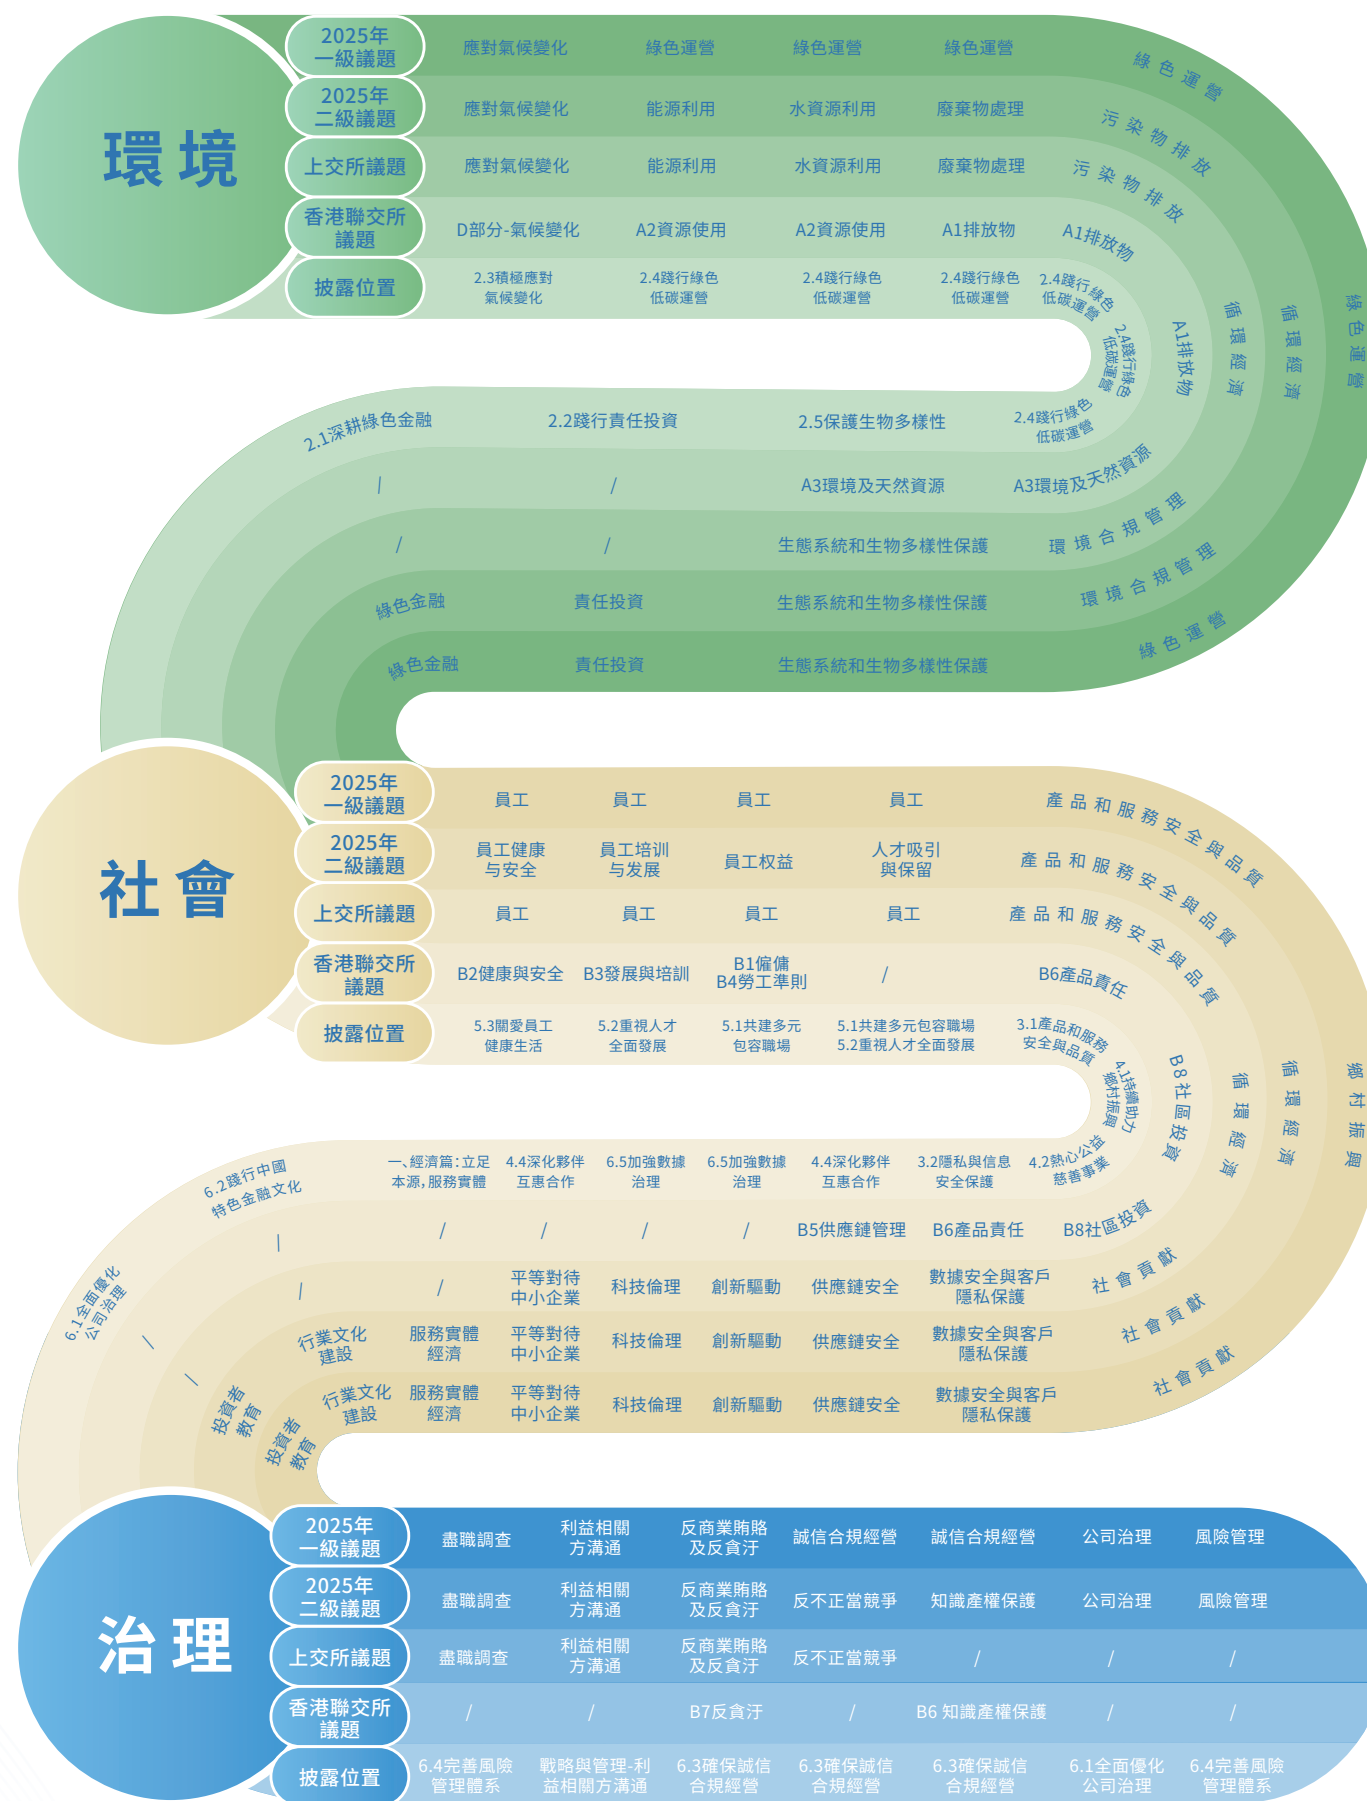 環境
2025年
一級議題
應對氣候變化
綠色運營
綠色運營
綠色運營
綠色運營
綠色運營
綠色運營
2025年
二級議題
應對氣候變化
能源利用
水資源利用
廢棄物處理
污染物排放
循環經濟
環境合規管理
上交所議題
應對氣候變化
能源利用
水資源利用
廢棄物處理
污染物排放
循環經濟
環境合規管理
香港聯交所
議題
D部分-氣候變化
A2資源使用
A2資源使用
A1排放物
A1排放物
A1排放物
A3環境及天然資源
披露位置
2.3積極應對
氣候變化
2.4踐行綠色
低碳運營
2.4踐行綠色
低碳運營
2.4踐行綠色
低碳運營
2.4踐行綠色
低碳運營
2.4踐行綠色
低碳運營
2.4踐行綠色
低碳運營
2.1深耕綠色金融
2.2踐行責任投資
2.5保護生物多樣性
/
/
A3環境及天然資源
/
/
生態系統和生物多樣性保護
綠色金融
責任投資
生態系統和生物多樣性保護
綠色金融
責任投資
生態系統和生物多樣性保護
社會
2025年
一級議題
員工
員工
員工
員工
產品和服務安全與品質
鄉村振興
社會貢獻
2025年
二級議題
員工健康
与安全
員工培训
与发展
員工权益
人才吸引
與保留
產品和服務安全與品質
循環經濟
社會貢獻
上交所議題
員工
員工
員工
員工
產品和服務安全與品質
循環經濟
社會貢獻
香港聯交所
議題
B2健康與安全
B3發展與培訓
B1僱傭
B4勞工準則
/
B6產品責任
B8社區投資
B8社區投資
披露位置
5.3關愛員工
健康生活
5.2重視人才
全面發展
5.1共建多元
包容職場
5.1共建多元包容職場
5.2重視人才全面發展
3.1產品和服務
安全與品質
4.1持續助力
鄉村振興
4.2熱心公益
慈善事業
6.1全面優化
公司治理
6.2踐行中國
特色金融文化
一、經濟篇：立足
本源，服務實體
4.4深化夥伴
互惠合作
6.5加強數據
治理
6.5加強數據
治理
4.4深化夥伴
互惠合作
3.2隱私與信息
安全保護
/
/
/
/
/
/
B5供應鏈管理
B6產品責任
/
/
/
平等對待
中小企業
科技倫理
創新驅動
供應鏈安全
數據安全與客戶
隱私保護
投資者
教育
行業文化
建設
服務實體
經濟
平等對待
中小企業
科技倫理
創新驅動
供應鏈安全
數據安全與客戶
隱私保護
投資者
教育
行業文化
建設
服務實體
經濟
平等對待
中小企業
科技倫理
創新驅動
供應鏈安全
數據安全與客戶
隱私保護
治理
2025年
一級議題
盡職調查
利益相關
方溝通
反商業賄賂
及反貪汙
誠信合規經營
誠信合規經營
公司治理
風險管理
2025年
二級議題
盡職調查
利益相關
方溝通
反商業賄賂
及反貪汙
反不正當競爭
知識產權保護
公司治理
風險管理
上交所議題
盡職調查
利益相關
方溝通
反商業賄賂
及反貪汙
反不正當競爭
/
/
/
香港聯交所
議題
/
/
B7反貪汙
/
B6 知識產權保護
/
/
披露位置
6.4完善風險
管理體系
戰略與管理-利
益相關方溝通
6.3確保誠信
合規經營
6.3確保誠信
合規經營
6.3確保誠信
合規經營
6.1全面優化
公司治理
6.4完善風險
管理體系